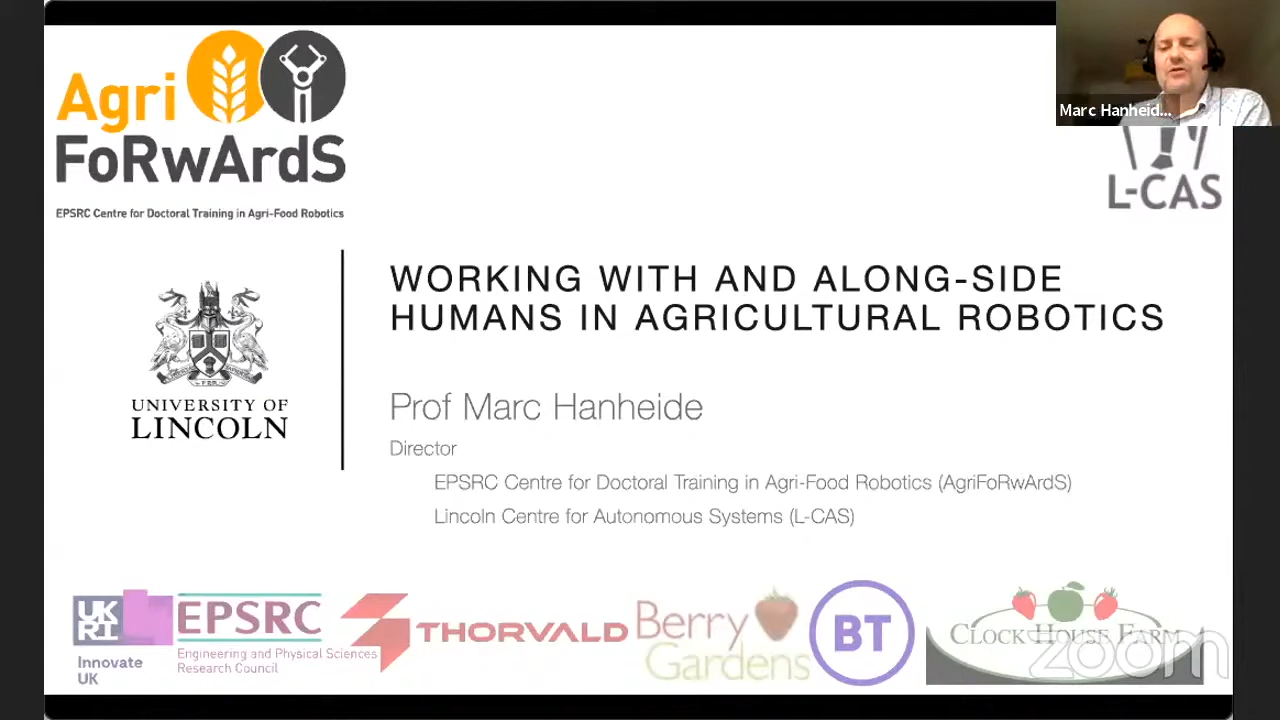 Agri
FoRwArdS
EPSRC Centre for Doctoral Training in Agri-Food Robotics
Marc Hanheid...
L-CAS
WORKING WITH AND ALONG-SIDE
HUMANS IN AGRICULTURAL ROBOTICS
UNIVERSITY OF
LINCOLN
Prof Marc Hanheide
Director
EPSRC Centre for Doctoral Training in Agri-Food Robotics (AgriFoRwArdS)
Lincoln Centre for Autonomous Systems (L-CAS)
UK
RI
Innovate
UK
EPSRC
Engineering and Physical Sciences
Research Council
THORVALD
Berry
Gardens
BT
CLOCK HOUSE FARM
zoom